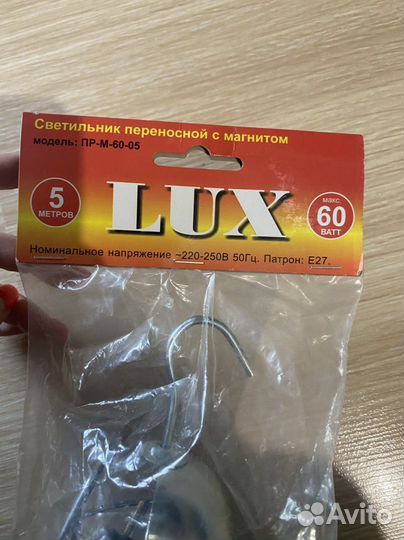 Светильник переносной с магнитом
модель: ПР-М-60-05
5
МЕТРОВ
LUX
МАКС.
60
ВАТТ
Номинальное напряжение ~220-250В 50Гц. Патрон: Е27.
Avito